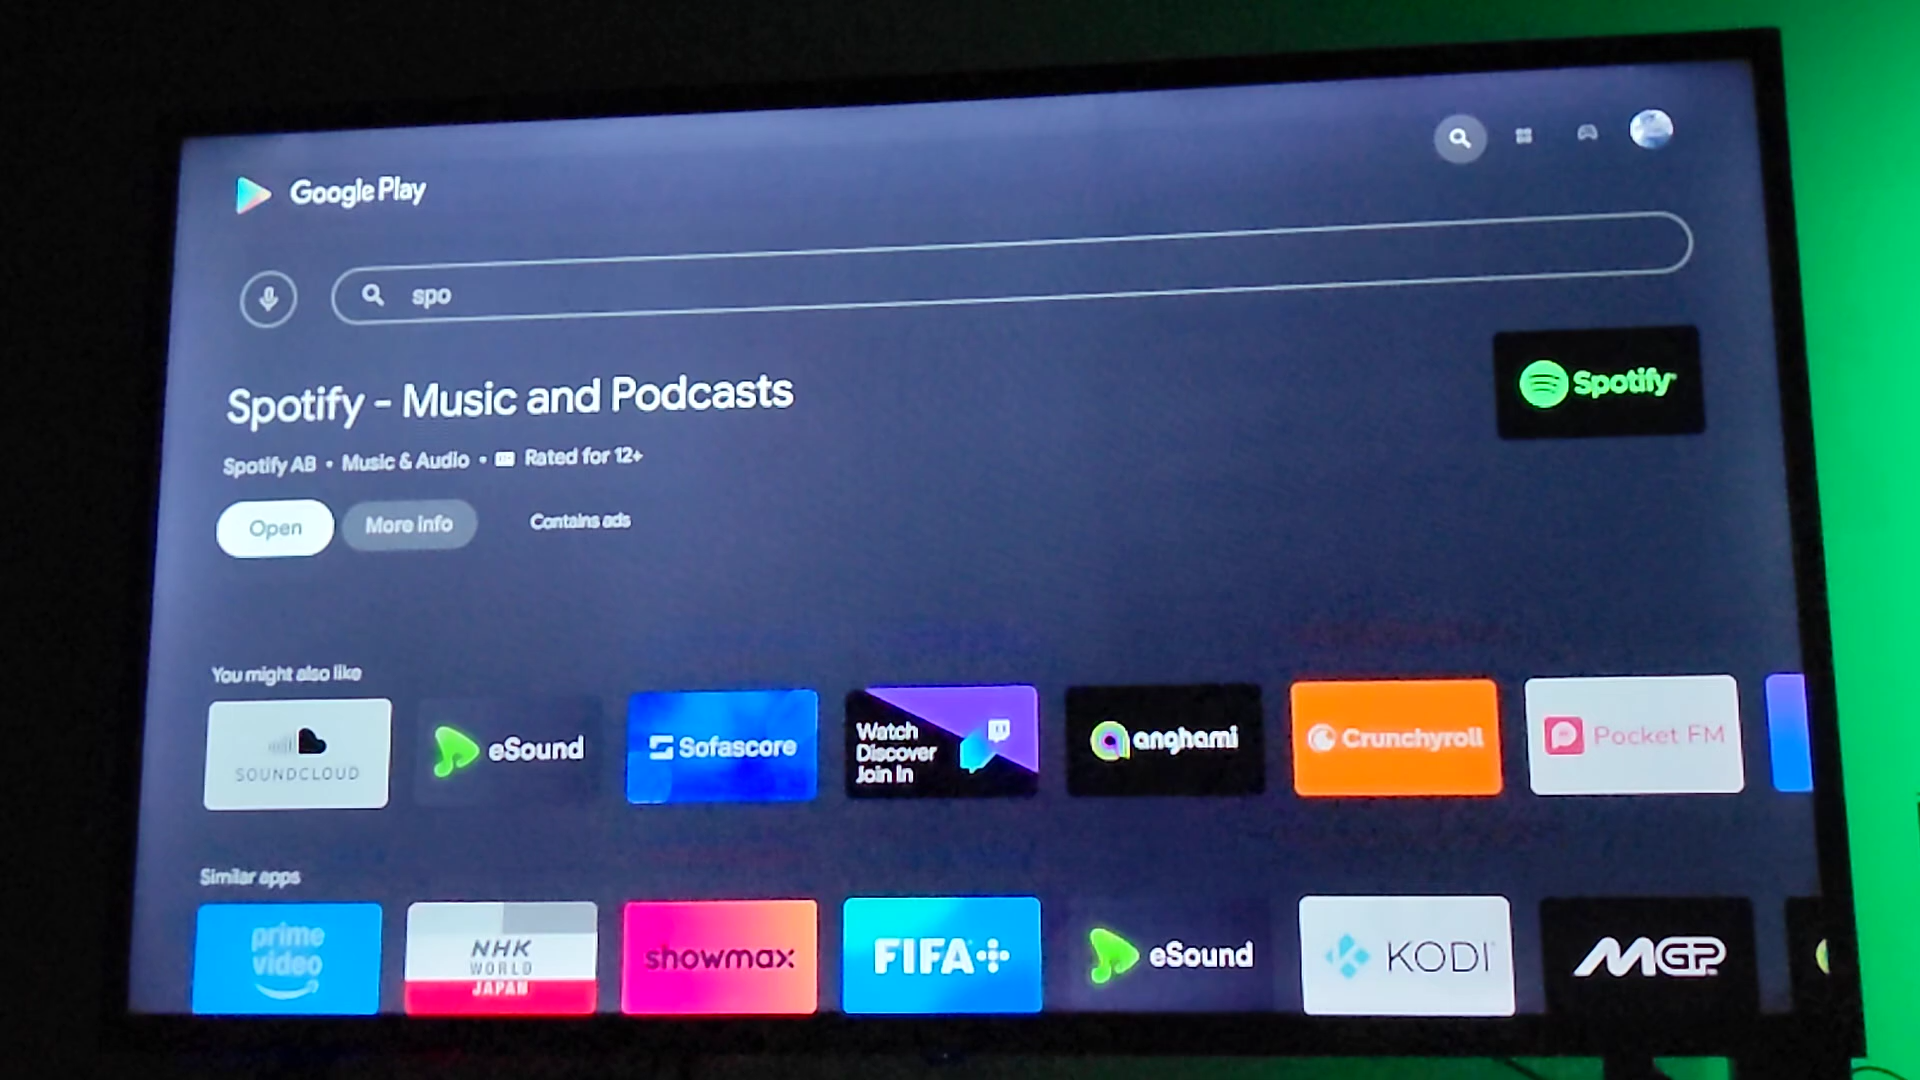 Google Play
spo
Spotify - Music and Podcasts
Spotify
Spotify AB • Music & Audio • Rated for 12+
Open
More info
Contains ads
You might also like
SOUNDCLOUD
eSound
Sofascore
Watch
Discover
Join In
anghami
Crunchyroll
Pocket FM
Similar apps
prime
video
NHK
WORLD
JAPAN
showmax
FIFA+
eSound
KODI
MGP